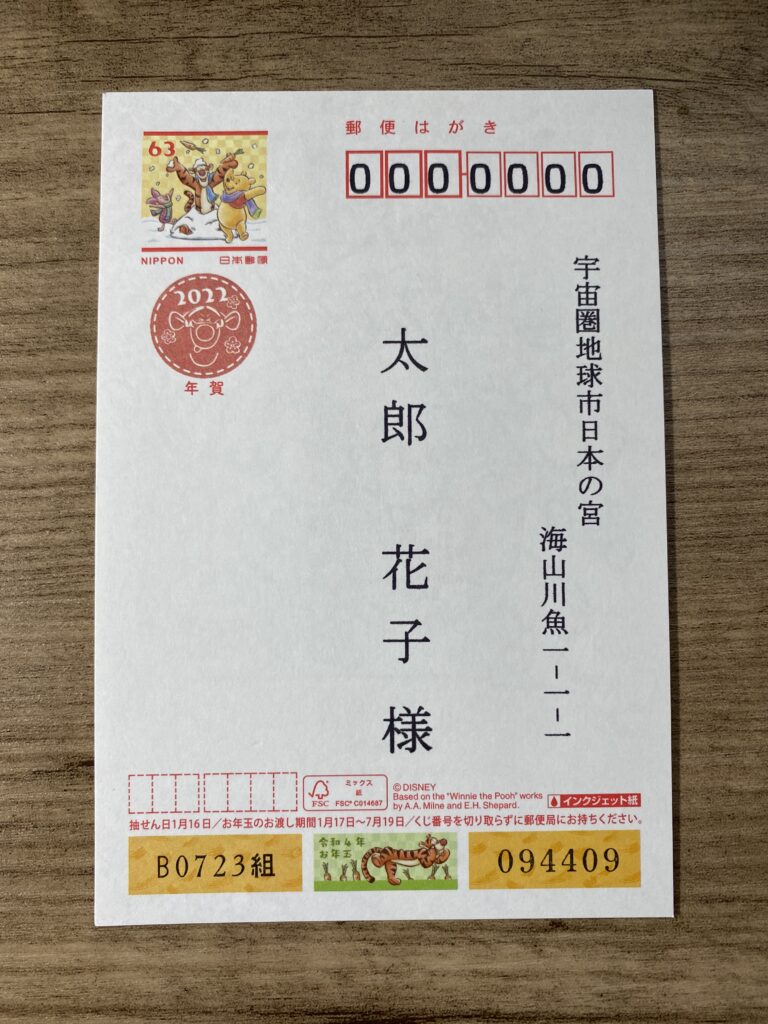 郵便はがき
0000000
63
NIPPON 日本郵便
2022
年賀
宇宙圏地球市日本の宮
海山川魚一-一-一
太郎 花子 様
FSC
ミックス
紙
FSC® C014687
©DISNEY
Based on the "Winnie the Pooh" works
by A.A. Milne and E.H. Shepard.
インクジェット紙
抽せん日1月16日/お年玉のお渡し期間1月17日~7月19日/くじ番号を切り取らずに郵便局にお持ちください。
B0723組
令和4年
お年玉
094409